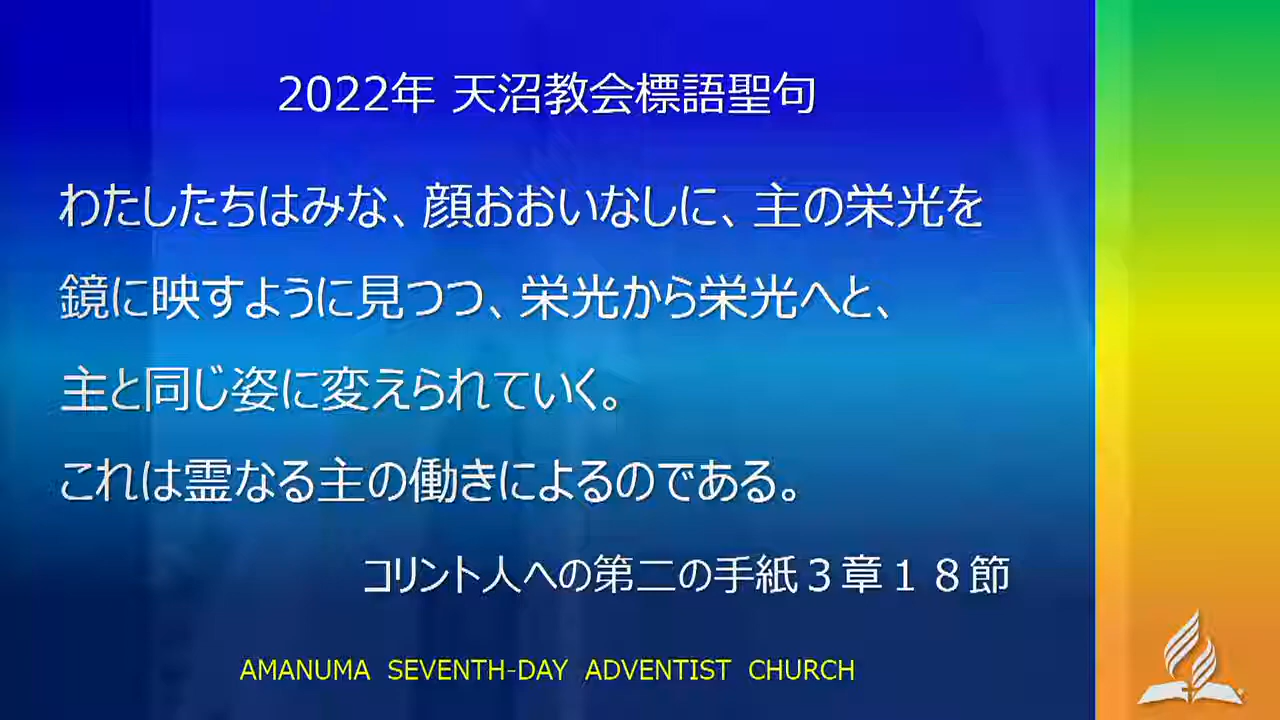 2022年 天沼教会標語聖句
わたしたちはみな、顔おおいなしに、主の栄光を
鏡に映すように見つつ、栄光から栄光へと、
主と同じ姿に変えられていく。
これは霊なる主の働きによるのである。
コリント人への第二の手紙３章１８節
AMANUMA SEVENTH-DAY ADVENTIST CHURCH